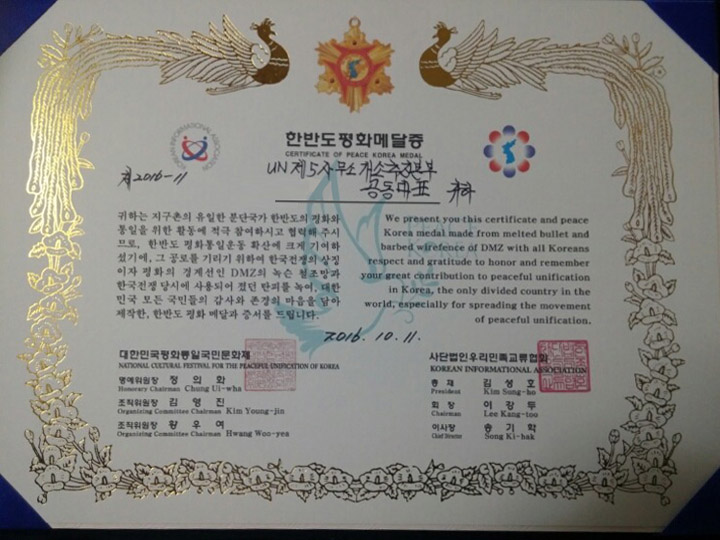 한반도평화메달증
CERTIFICATE OF PEACE KOREA MEDAL
제2016-11
UN 제5사무소 개소추진본부
공동대표 귀하
귀하는 지구촌의 유일한 분단국가 한반도의 평화와
통일을 위한 활동에 적극 참여하시고 협력해 주시
므로, 한반도 평화통일운동 확산에 크게 기여하
셨기에, 그 공로를 기리기 위하여 한국전쟁의 상징
이자 평화의 경계선인 DMZ의 녹슨 철조망과
한국전쟁 당시에 사용되어 졌던 탄피를 녹여, 대한
민국 모든 국민들의 감사와 존경의 마음을 담아
제작한, 한반도 평화 메달과 증서를 드립니다.
We present you this certificate and peace
Korea medal made from melted bullet and
barbed wirefence of DMZ with all Koreans
respect and gratitude to honor and remember
your great contribution to peaceful unification
in Korea, the only divided country in the
world, especially for spreading the movement
of peaceful unification.
2016. 10. 11.
대한민국평화통일국민문화제
NATIONAL CULTURAL FESTIVAL FOR THE PEACEFUL UNIFICATION OF KOREA
명예위원장 정 의 화
Honorary Chairman Chung Ui-wha
조직위원장 김 영 진
Organizing Committee Chairman Kim Young-jin
조직위원장 황 우 여
Organizing Committee Chairman Hwang Woo-yea
사단법인우리민족교류협회
KOREAN INFORMATIONAL ASSOCIATION
총 재 김 성 호
President Kim Sung-ho
회 장 이 강 두
Chairman Lee Kang-too
이사장 송 기 학
Chief Director Song Ki-hak